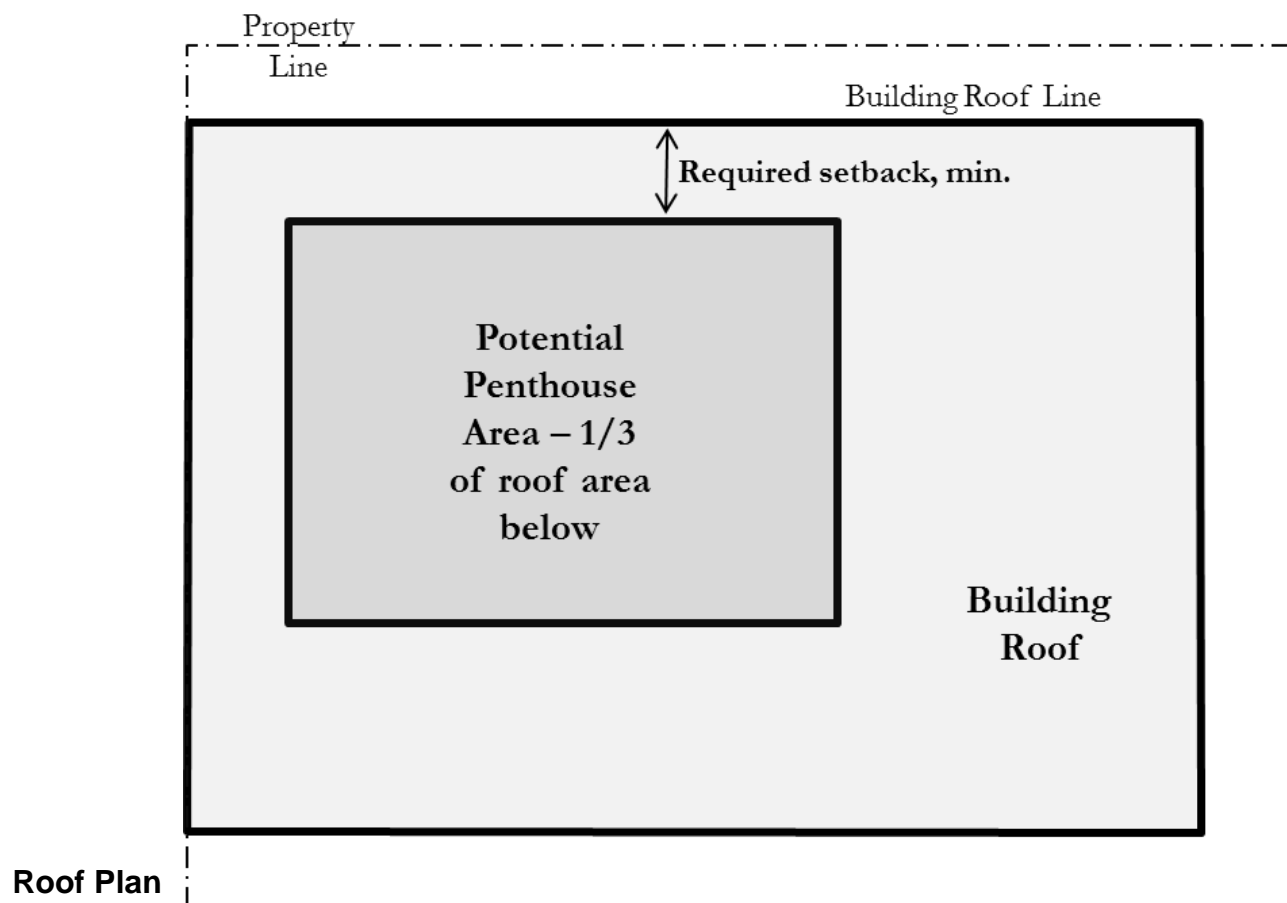 Property
Line
Building Roof Line
Required setback, min.
Potential
Penthouse
Area – 1/3
of roof area
below
Building
Roof
Roof Plan